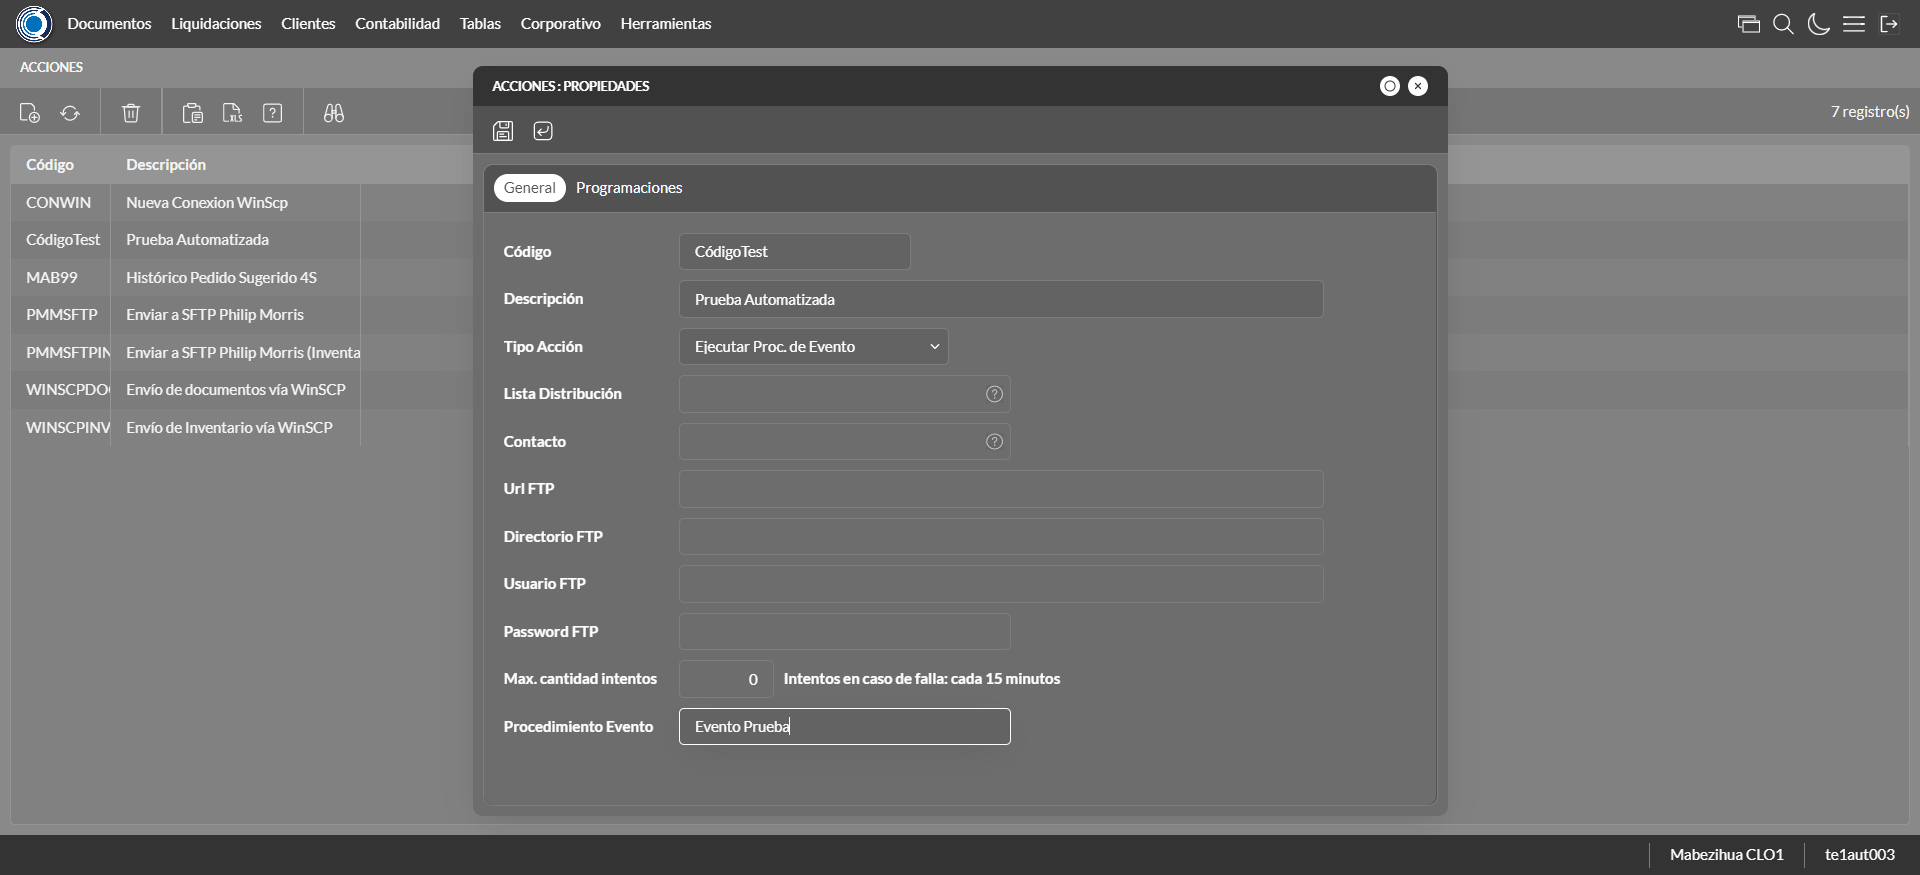 Documentos Liquidaciones Clientes Contabilidad Tablas Corporativo Herramientas
ACCIONES
XLS ?
7 registro(s)
Código Descripción
CONWIN Nueva Conexion WinScp
CódigoTest Prueba Automatizada
MAB99 Histórico Pedido Sugerido 4S
PMMSFTP Enviar a SFTP Philip Morris
PMMSFTPIN Enviar a SFTP Philip Morris (Inventa
WINSCPDO Envío de documentos vía WinSCP
WINSCPINV Envío de Inventario vía WinSCP
ACCIONES : PROPIEDADES
General Programaciones
Código CódigoTest
Descripción Prueba Automatizada
Tipo Acción Ejecutar Proc. de Evento
Lista Distribución ?
Contacto ?
Url FTP
Directorio FTP
Usuario FTP
Password FTP
Max. cantidad intentos 0 Intentos en caso de falla: cada 15 minutos
Procedimiento Evento Evento Prueba
Mabezihua CLO1 te1aut003